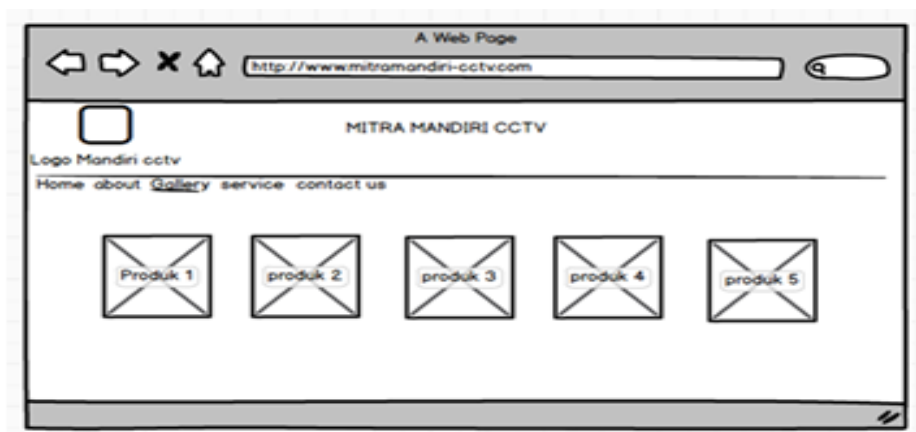 A Web Page
http://www.mitramandiri-cctv.com
MITRA MANDIRI CCTV
Logo Mandiri cctv
Home about Gallery service contact us
Produk 1 produk 2 produk 3 produk 4 produk 5